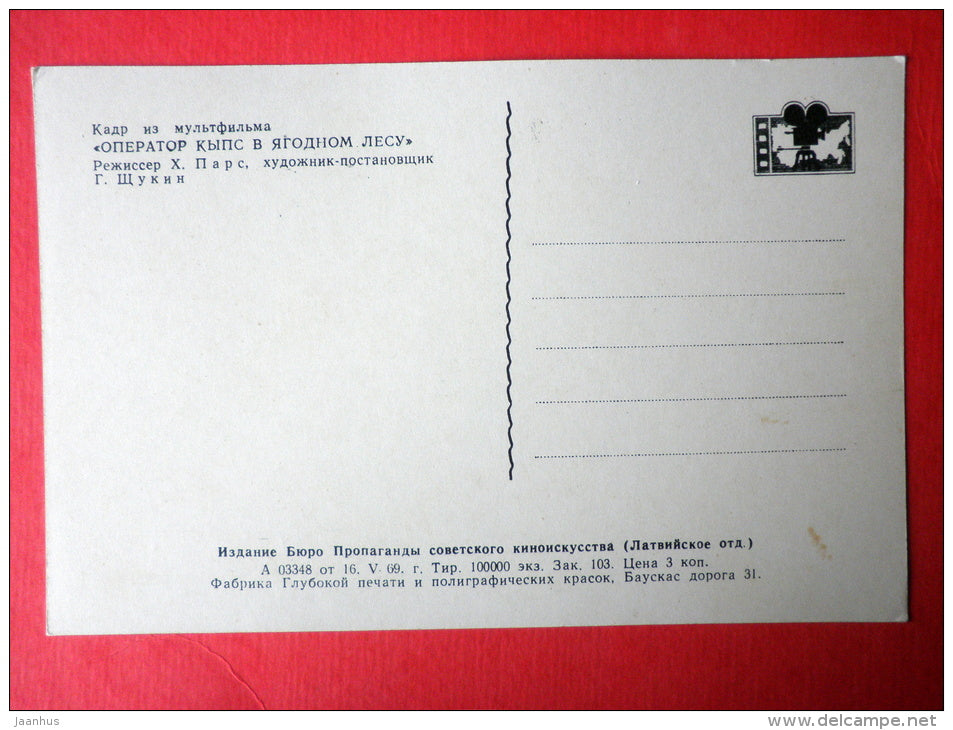 Кадр из мультфильма
«ОПЕРАТОР КЫПС В ЯГОДНОМ ЛЕСУ»
Режиссер Х. Парс, художник-постановщик
Г. Щукин
Издание Бюро Пропаганды советского киноискусства (Латвийское отд.)
А 03348 от 16. V 69. г. Тир. 100000 экз. Зак. 103. Цена 3 коп.
Фабрика Глубокой печати и полиграфических красок, Баускас дорога 31.
Jaanhus
delcampe.net